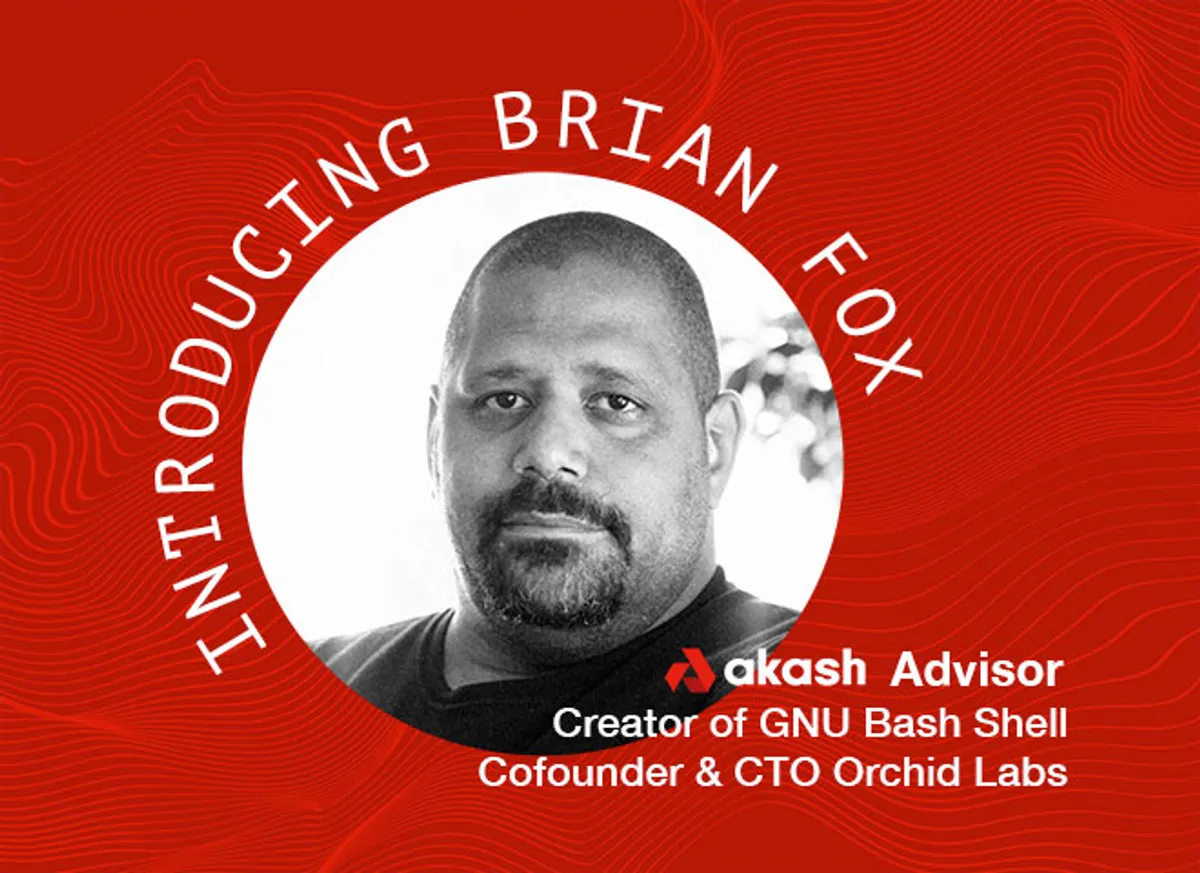 INTRODUCING BRIAN FOX
akash Advisor
Creator of GNU Bash Shell
Cofounder & CTO Orchid Labs